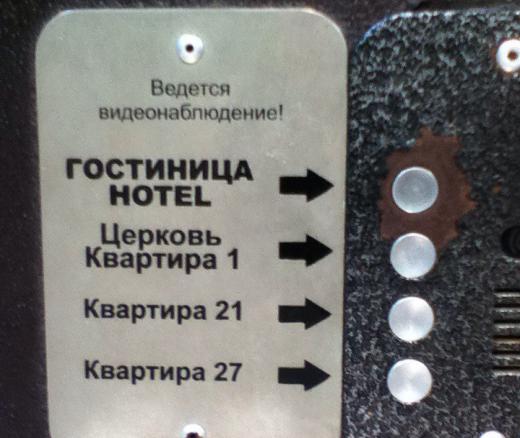 Ведется
видеонаблюдение!
ГОСТИНИЦА
HOTEL
Церковь
Квартира 1
Квартира 21
Квартира 27